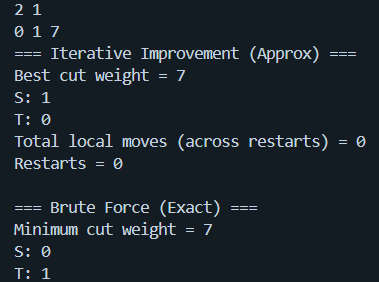 2 1
0 1 7
=== Iterative Improvement (Approx) ===
Best cut weight = 7
S: 1
T: 0
Total local moves (across restarts) = 0
Restarts = 0

=== Brute Force (Exact) ===
Minimum cut weight = 7
S: 0
T: 1